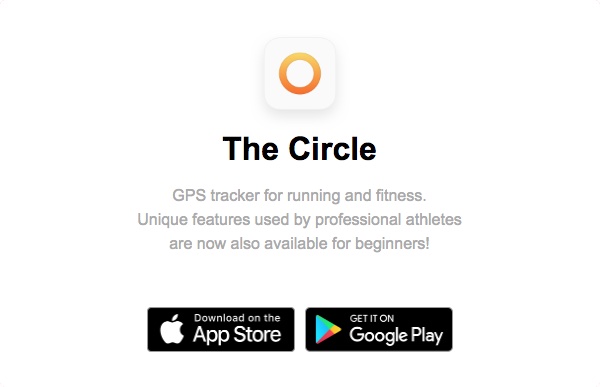 The Circle
GPS tracker for running and fitness.
Unique features used by professional athletes
are now also available for beginners!
Download on the
App Store
GET IT ON
Google Play